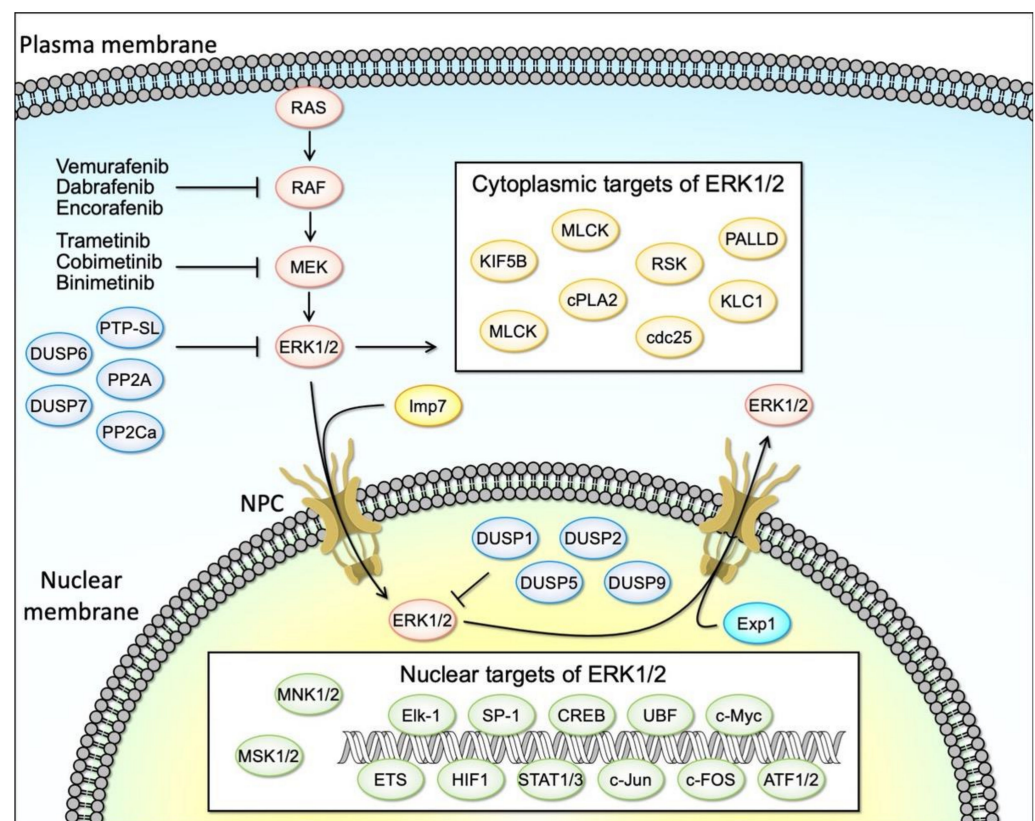 Plasma membrane
RAS
Vemurafenib
Dabrafenib
Encorafenib
RAF
Trametinib
Cobimetinib
Binimetinib
MEK
PTP-SL
DUSP6
PP2A
DUSP7
PP2Ca
ERK1/2
Cytoplasmic targets of ERK1/2
MLCK
PALLD
KIF5B
RSK
cPLA2
KLC1
MLCK
cdc25
Imp7
ERK1/2
NPC
Nuclear
membrane
DUSP1
DUSP2
DUSP5
DUSP9
ERK1/2
Exp1
Nuclear targets of ERK1/2
MNK1/2
MSK1/2
Elk-1
SP-1
CREB
UBF
c-Myc
ETS
HIF1
STAT1/3
c-Jun
c-FOS
ATF1/2